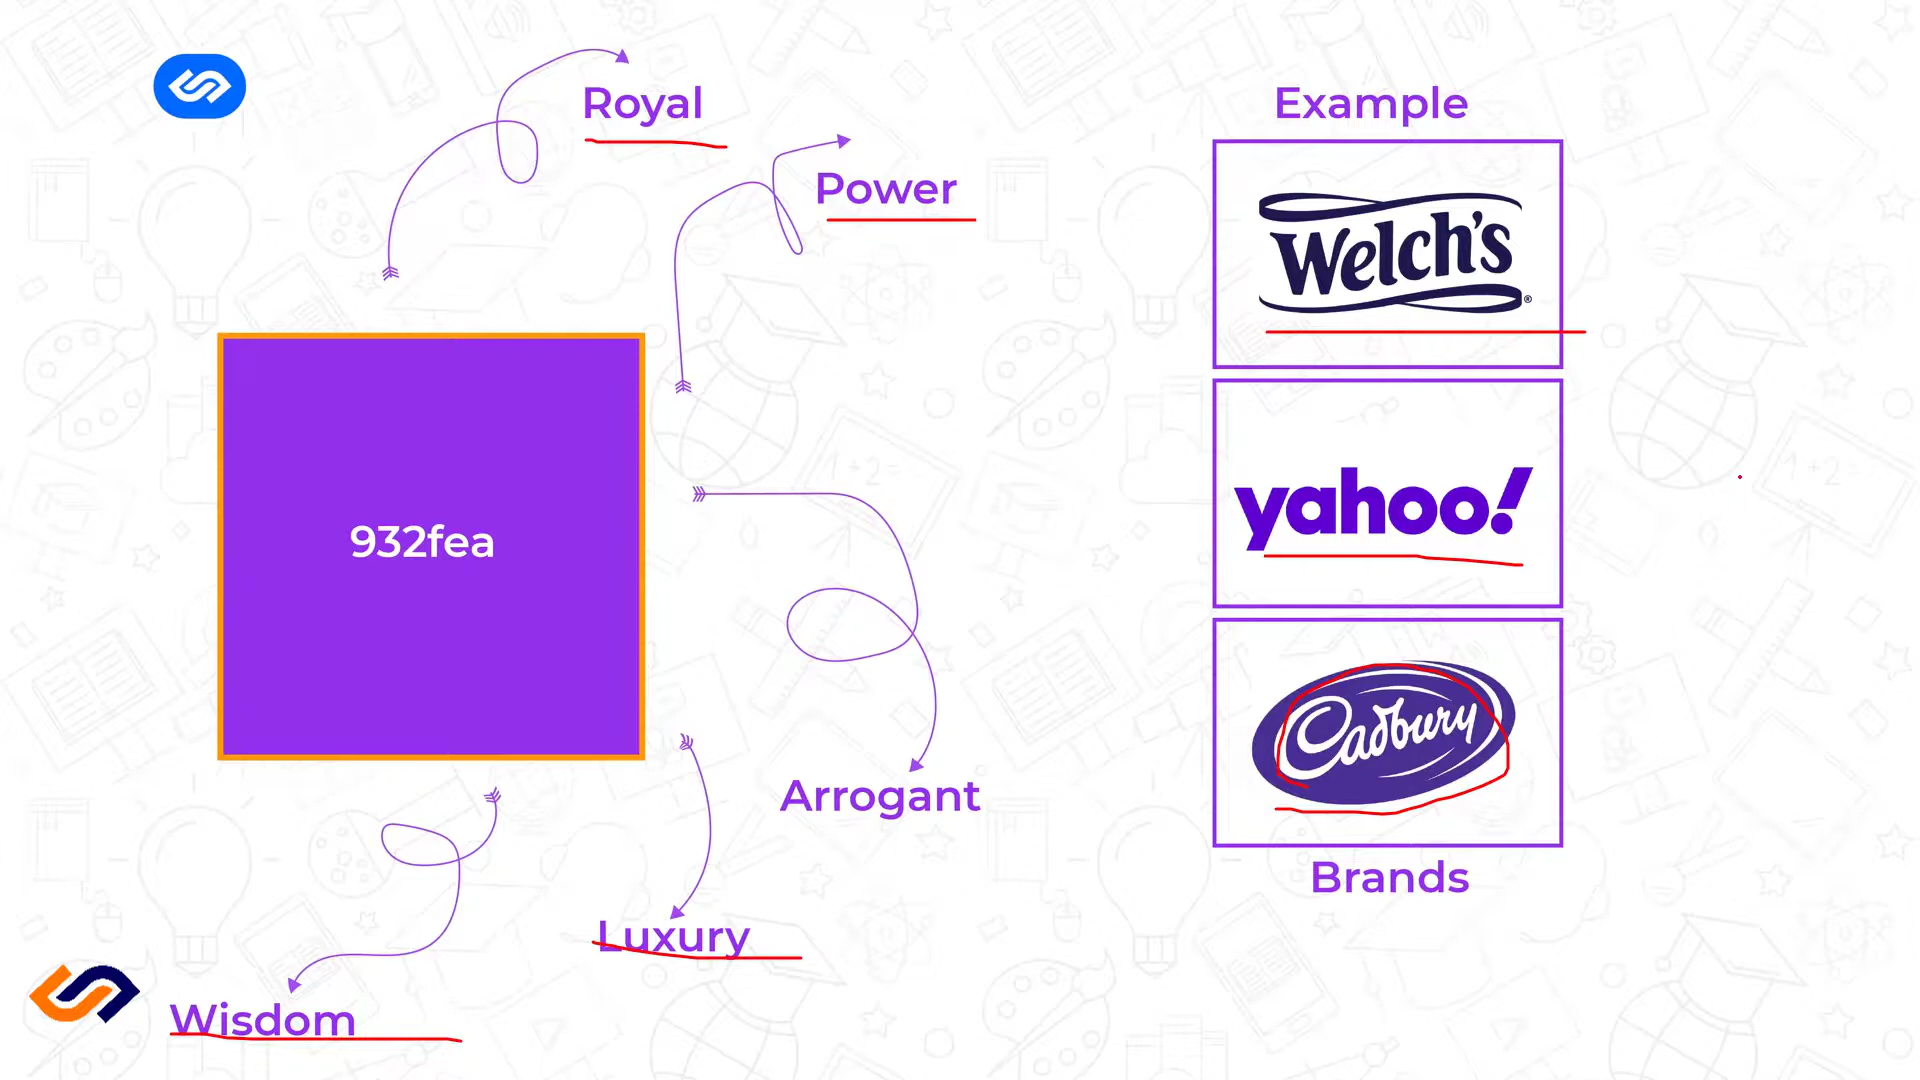 Royal
Power
932fea
Arrogant
Luxury
Wisdom
Example
Welch's®
yahoo!
Cadbury
Brands